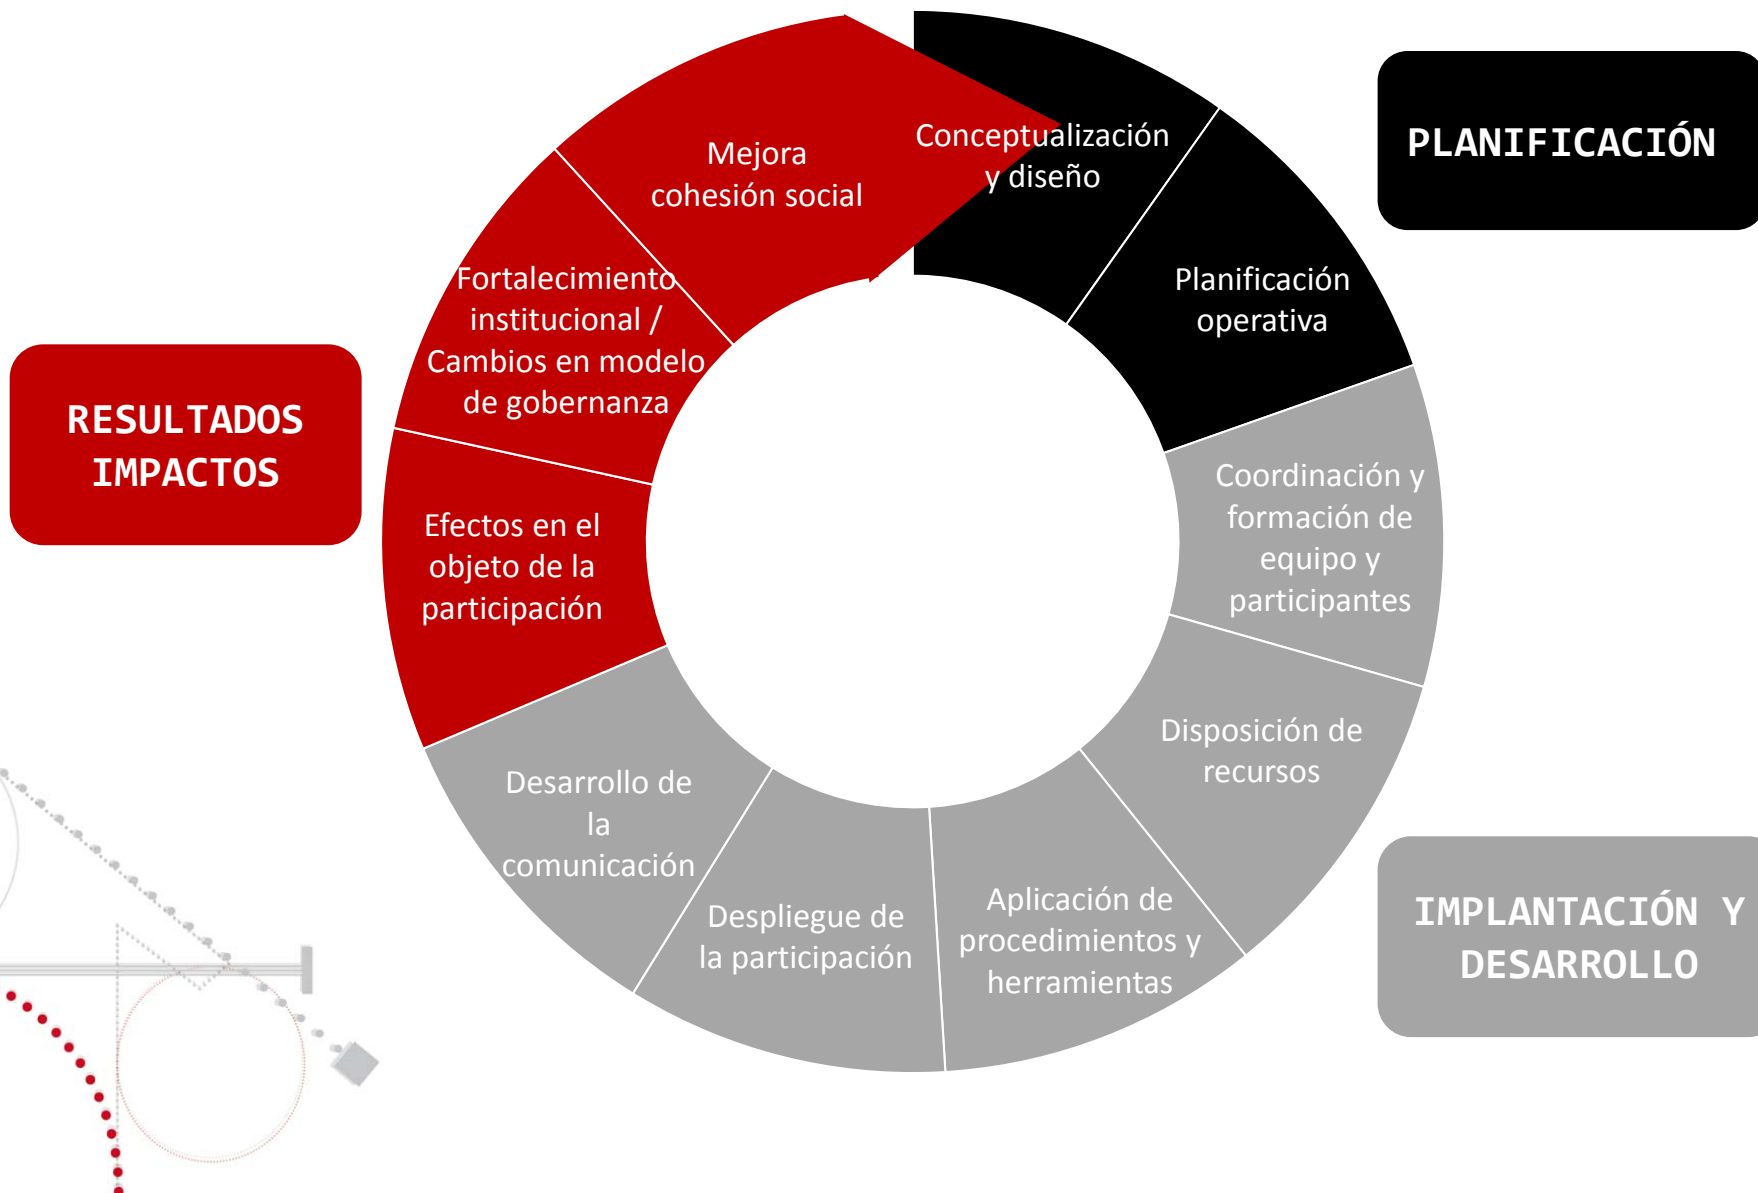 PLANIFICACIÓN
Conceptualización
y diseño
Planificación
operativa
Coordinación y
formación de
equipo y
participantes
Disposición de
recursos
Aplicación de
procedimientos y
herramientas
Despliegue de
la participación
Desarrollo de
la
comunicación
IMPLANTACIÓN Y
DESARROLLO
Efectos en el
objeto de la
participación
Fortalecimiento
institucional /
Cambios en modelo
de gobernanza
Mejora
cohesión social
RESULTADOS
IMPACTOS